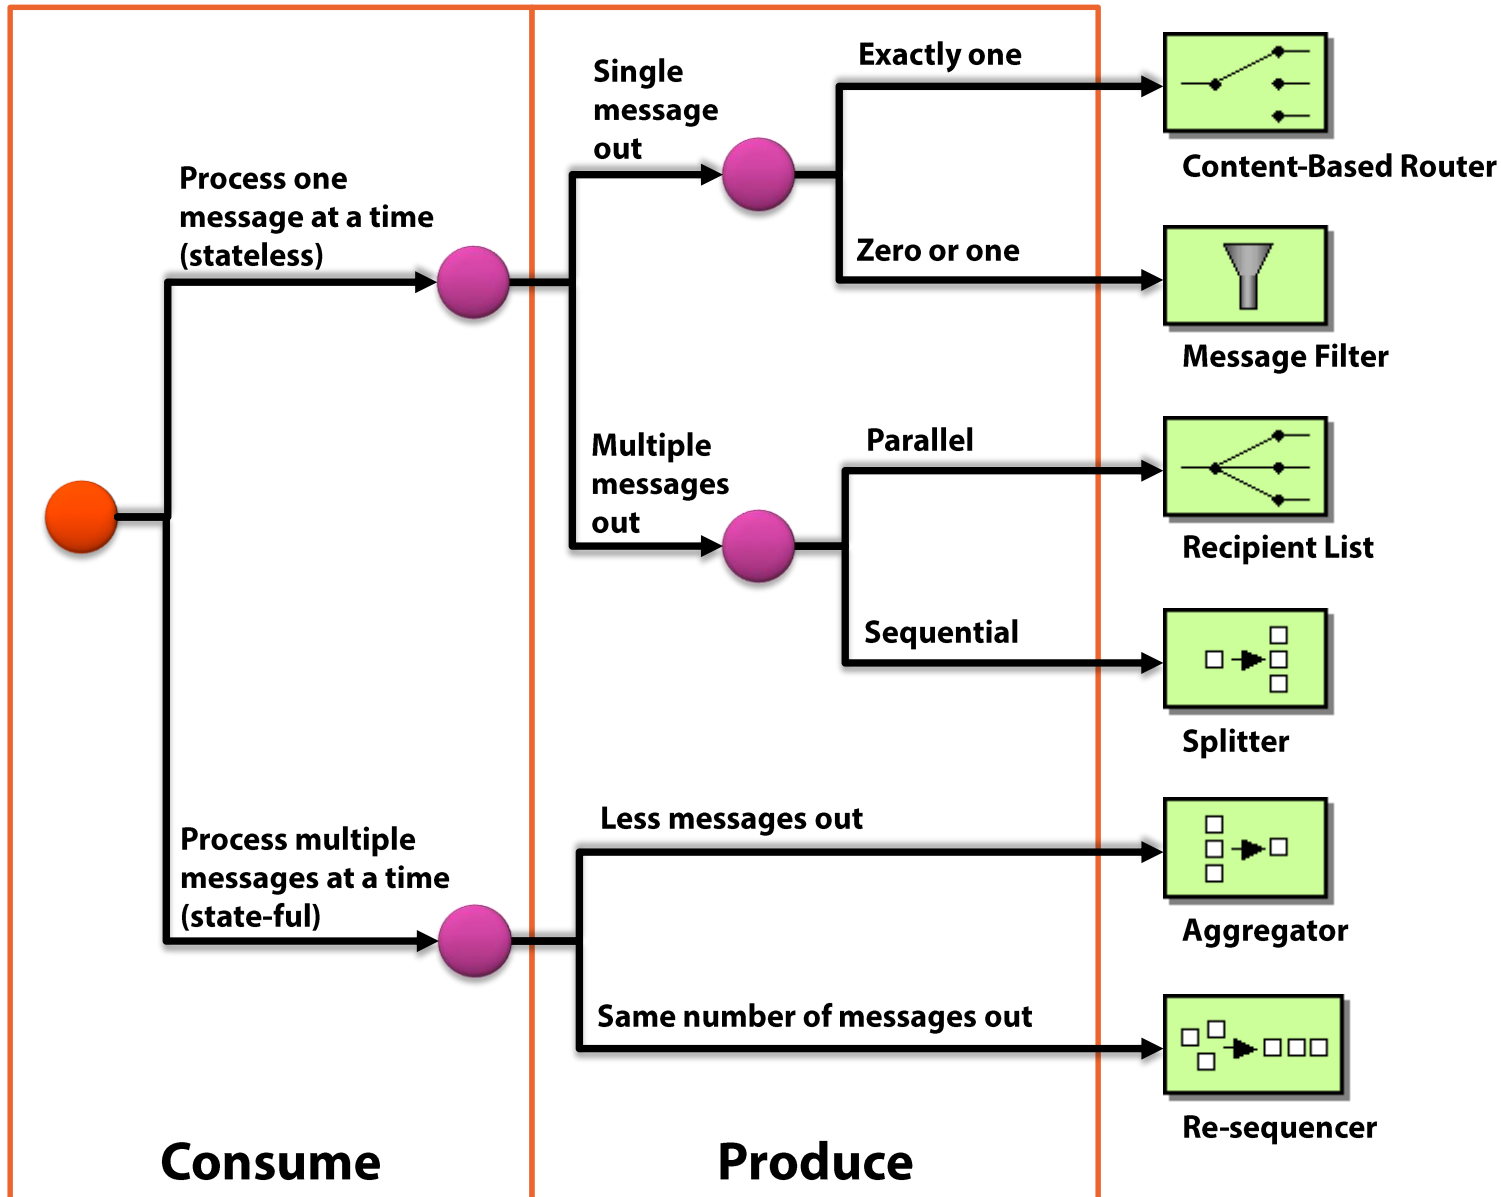 Single
message
out
Exactly one
Content-Based Router
Process one
message at a time
(stateless)
Zero or one
Message Filter
Multiple
messages
out
Parallel
Recipient List
Sequential
Splitter
Process multiple
messages at a time
(state-ful)
Less messages out
Aggregator
Same number of messages out
Re-sequencer
Consume
Produce